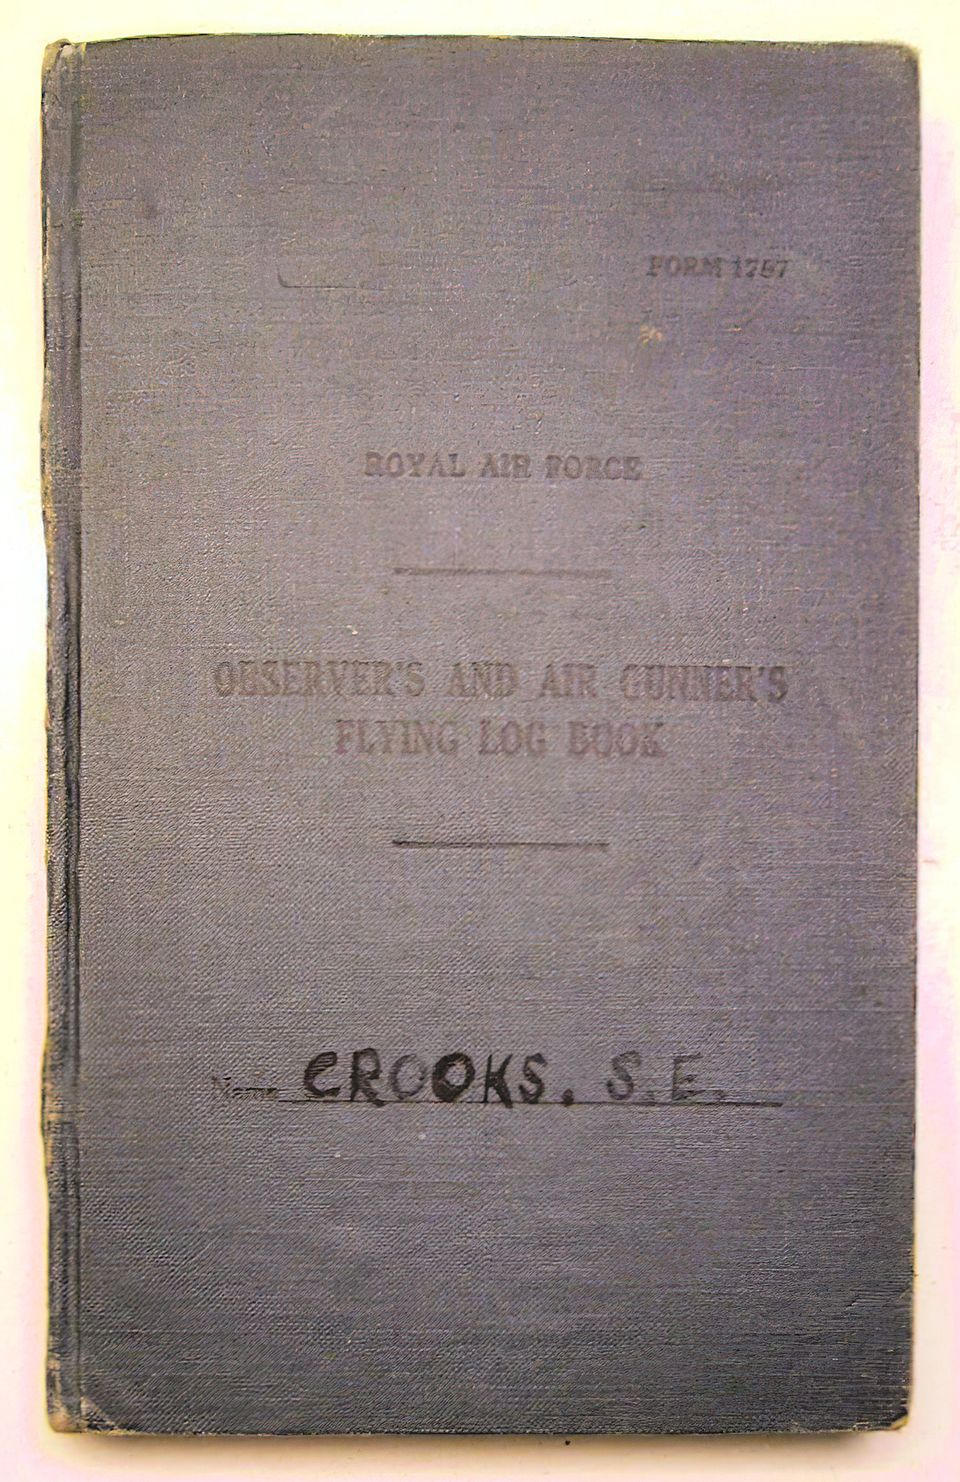 FORM 1767
ROYAL AIR FORCE
OBSERVER'S AND AIR GUNNER'S
FLYING LOG BOOK
Name CROOKS. S.E.